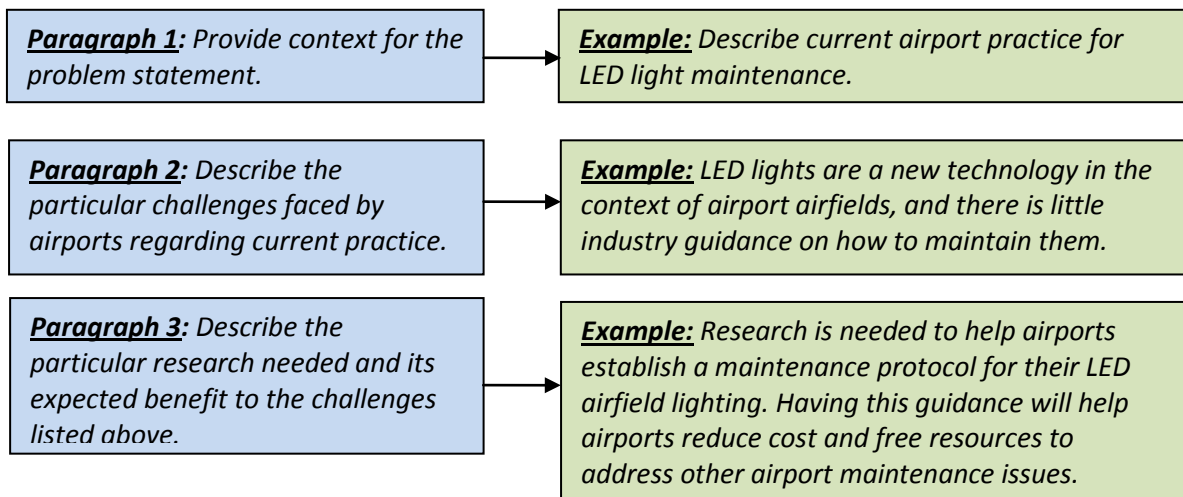 Paragraph 1: Provide context for the
problem statement.
Example: Describe current airport practice for
LED light maintenance.
Paragraph 2: Describe the
particular challenges faced by
airports regarding current practice.
Example: LED lights are a new technology in the
context of airport airfields, and there is little
industry guidance on how to maintain them.
Paragraph 3: Describe the
particular research needed and its
expected benefit to the challenges
listed above.
Example: Research is needed to help airports
establish a maintenance protocol for their LED
airfield lighting. Having this guidance will help
airports reduce cost and free resources to
address other airport maintenance issues.